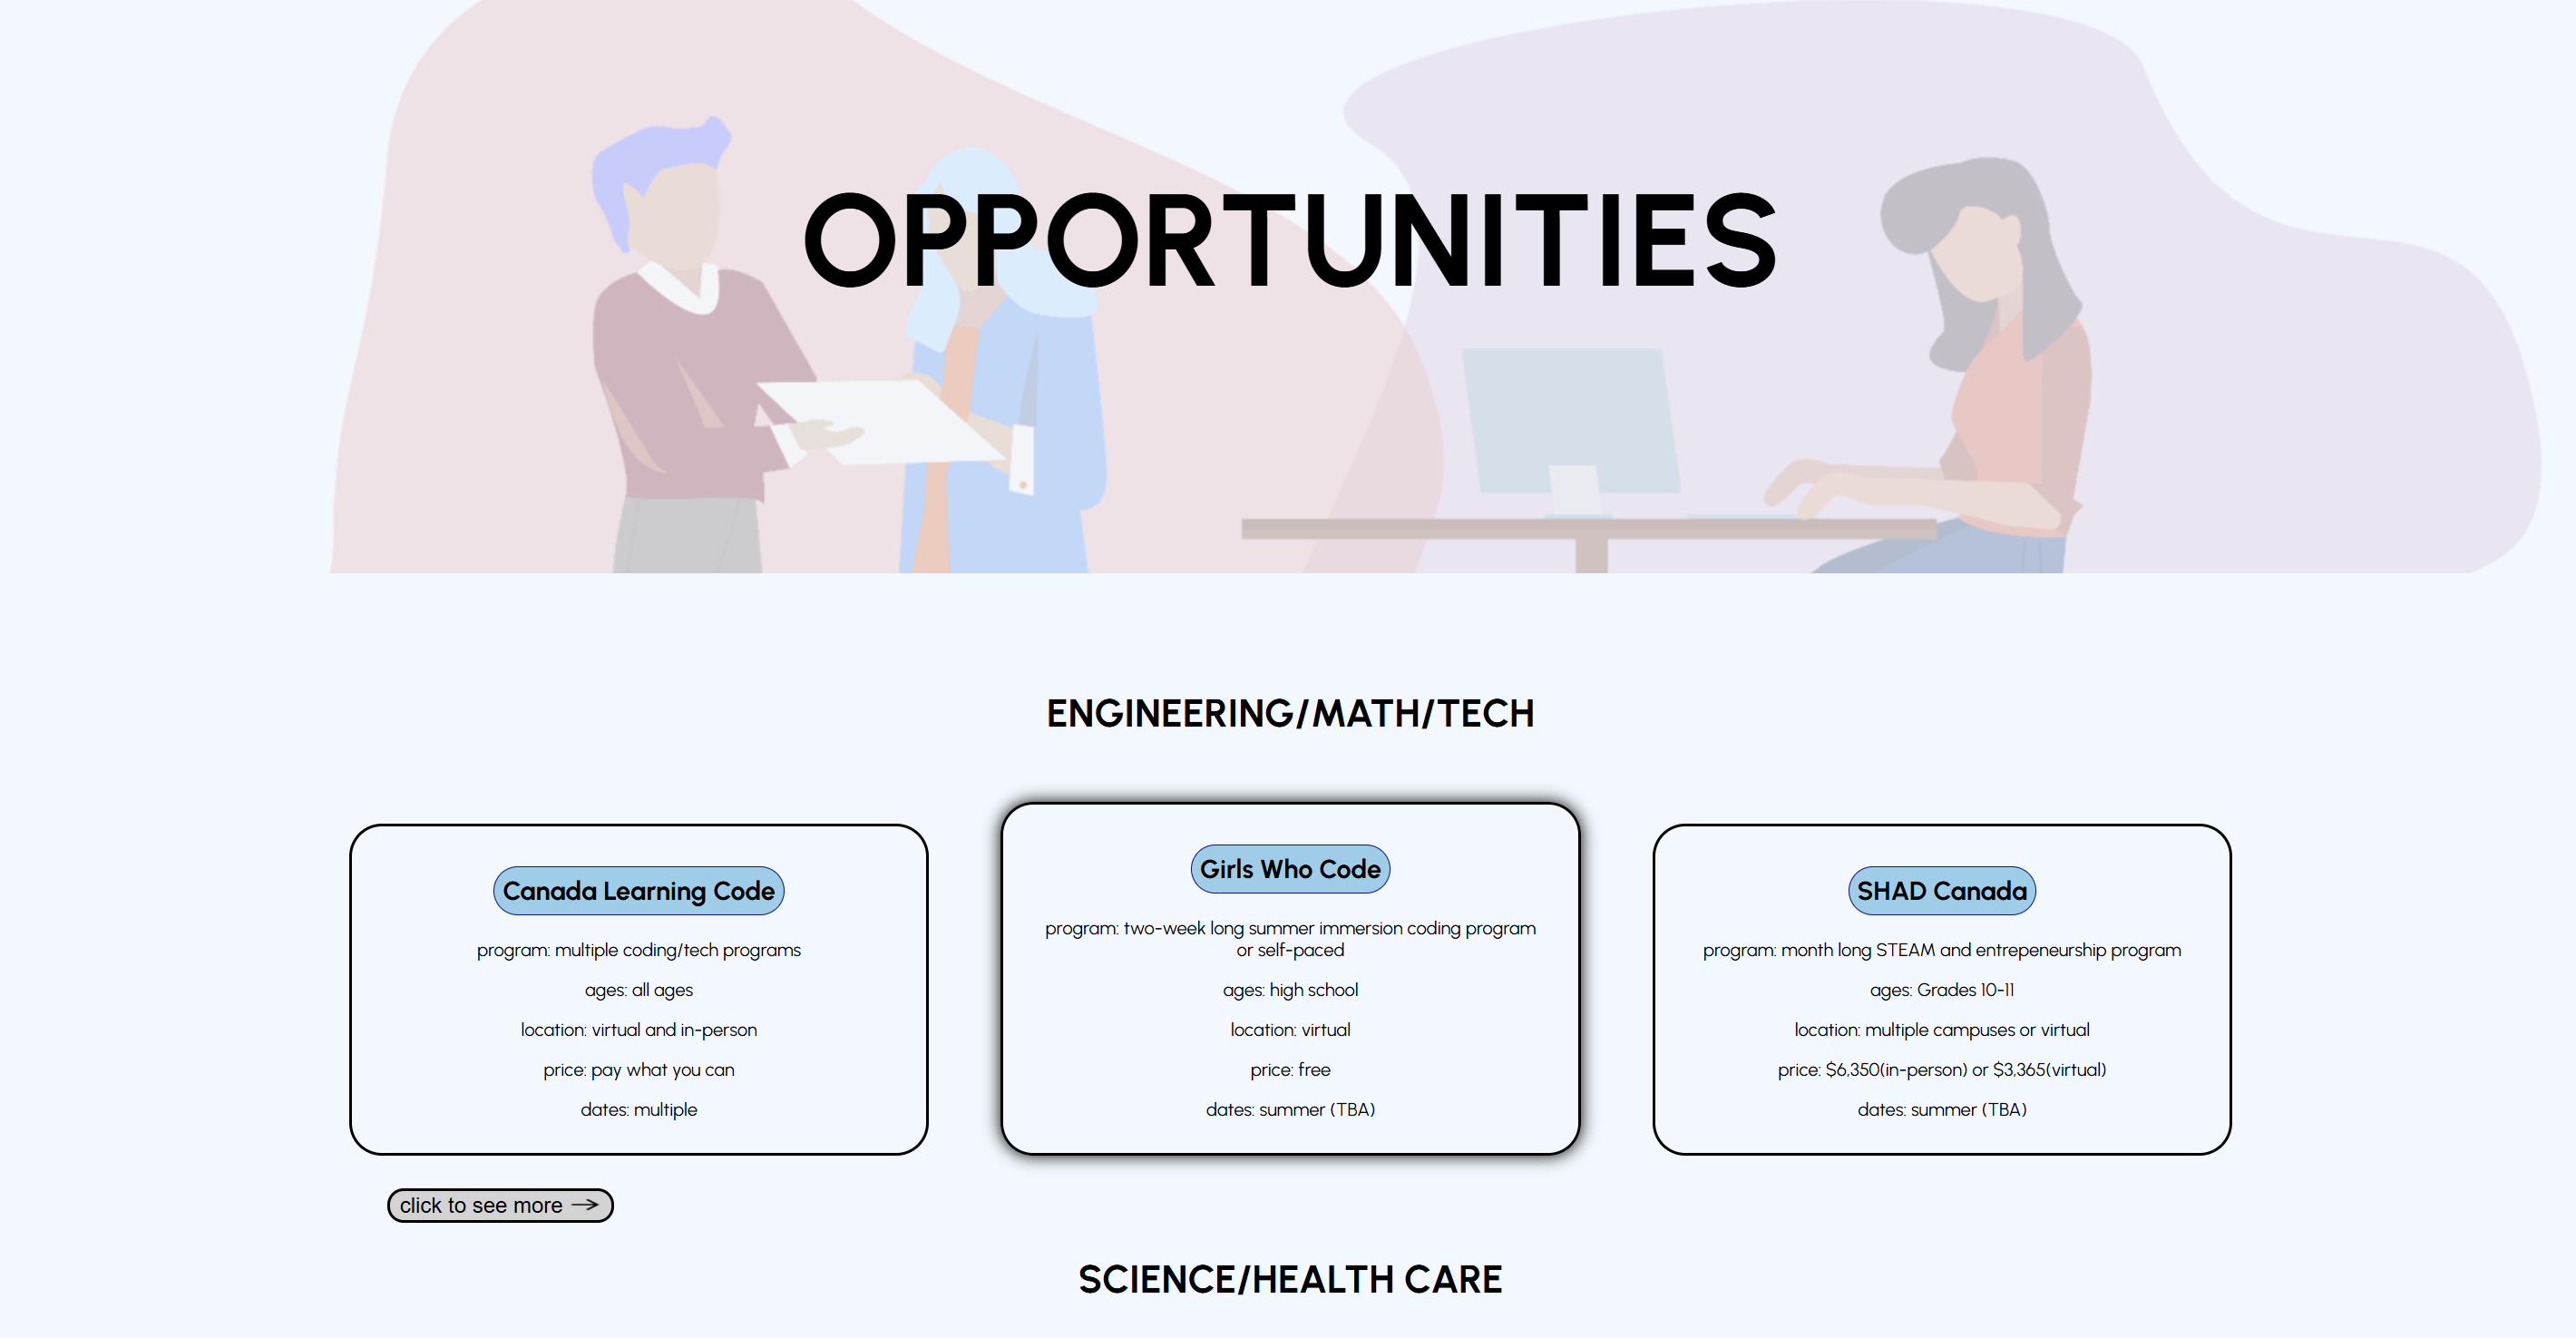 OPPORTUNITIES
ENGINEERING/MATH/TECH
Canada Learning Code
program: multiple coding/tech programs
ages: all ages
location: virtual and in-person
price: pay what you can
dates: multiple
Girls Who Code
program: two-week long summer immersion coding program
or self-paced
ages: high school
location: virtual
price: free
dates: summer (TBA)
SHAD Canada
program: month long STEAM and entrepeneurship program
ages: Grades 10-11
location: multiple campuses or virtual
price: $6,350(in-person) or $3,365(virtual)
dates: summer (TBA)
click to see more →
SCIENCE/HEALTH CARE